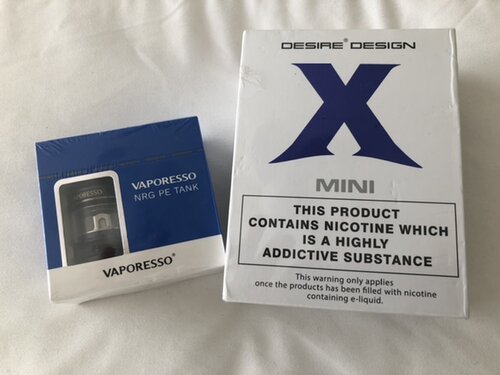 VAPORESSO
NRG PE TANK
VAPORESSO
VAPORESSO®
DESIRE® DESIGN
X
MINI
THIS PRODUCT
CONTAINS NICOTINE WHICH
IS A HIGHLY
ADDICTIVE SUBSTANCE
This warning only applies
once the products has been filled with nicotine
containing e-liquid.